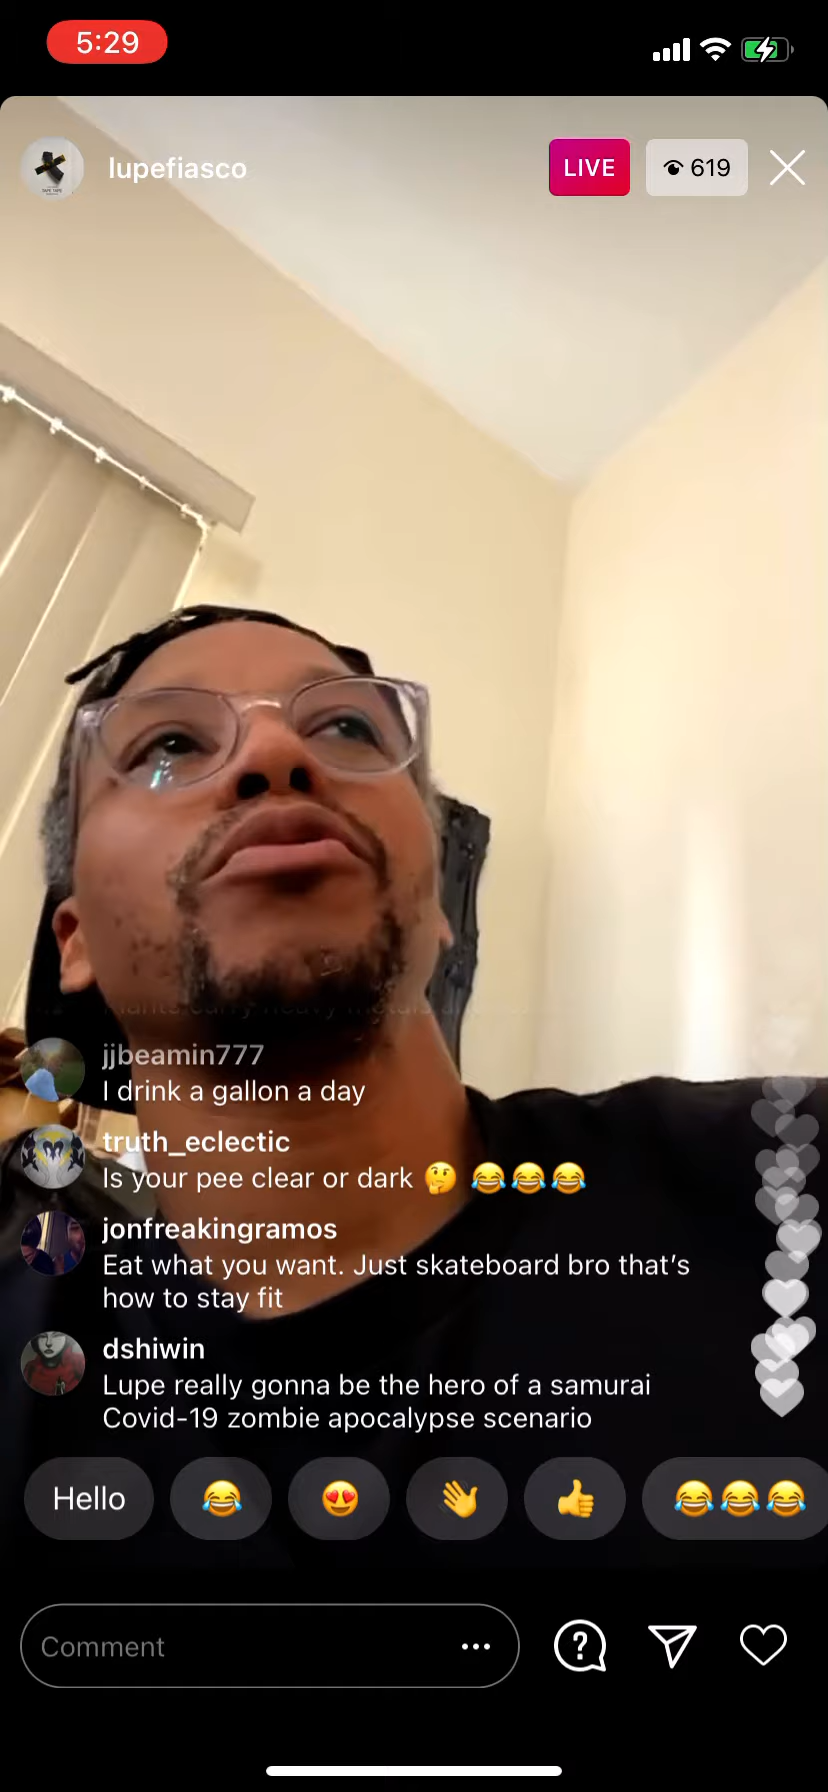 5:29
lupefiasco
LIVE
619
jjbeamin777
I drink a gallon a day
truth_eclectic
Is your pee clear or dark 🤔 😂😂😂
jonfreakingramos
Eat what you want. Just skateboard bro that's
how to stay fit
dshiwin
Lupe really gonna be the hero of a samurai
Covid-19 zombie apocalypse scenario
Hello 😂 😍 👋 👍 😂😂😂
Comment